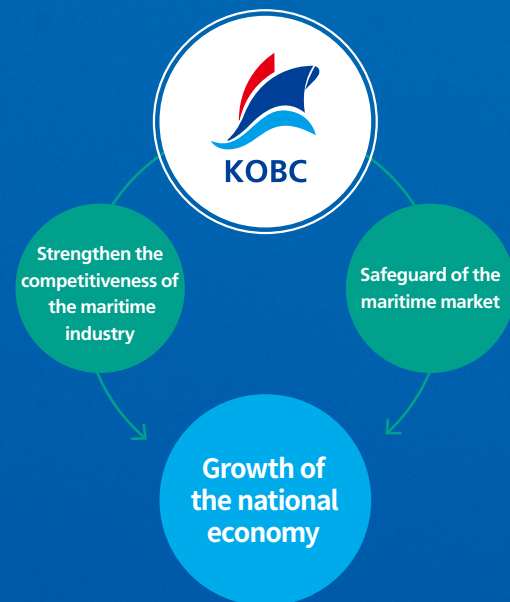 KOBC
Strengthen the
competitiveness of
the maritime
industry
Safeguard of the
maritime market
Growth of
the national
economy